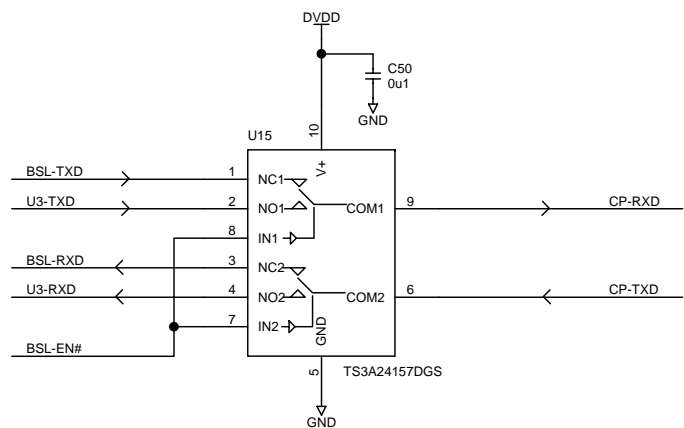 DVDD
C50
0u1
GND
U15
10
V+
BSL-TXD
1
NC1
U3-TXD
2
NO1
COM1
9
CP-RXD
8
IN1
BSL-RXD
3
NC2
U3-RXD
4
NO2
COM2
6
CP-TXD
7
IN2
GND
BSL-EN#
5
TS3A24157DGS
GND